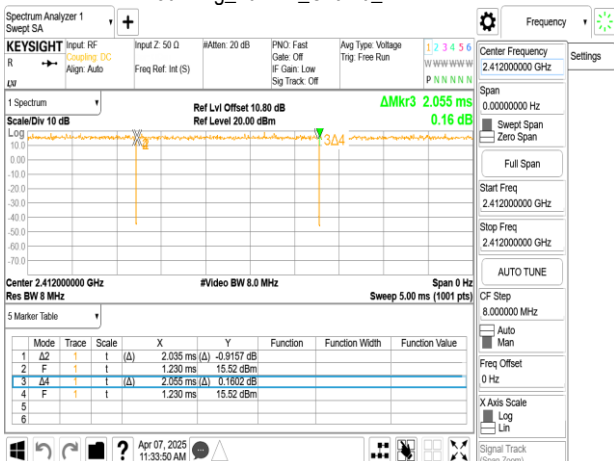 Spectrum Analyzer 1
Swept SA
Frequency
Settings
KEYSIGHT
R
Input: RF
Coupling: DC
Align: Auto
Input Z: 50 Ω
Freq Ref: Int (S)
#Atten: 20 dB
PNO: Fast
Gate: Off
IF Gain: Low
Sig Track: Off
Avg Type: Voltage
Trig: Free Run
1 2 3 4 5 6
W W W W W W
P N N N N N
1 Spectrum
Scale/Div 10 dB
Ref Lvl Offset 10.80 dB
Ref Level 20.00 dBm
ΔMkr3 2.055 ms
0.16 dB
Log
10.0
0.00
-10.0
-20.0
-30.0
-40.0
-50.0
-60.0
-70.0
3Δ4
Center 2.412000000 GHz
Res BW 8 MHz
#Video BW 8.0 MHz
Span 0 Hz
Sweep 5.00 ms (1001 pts)
5 Marker Table
Mode Trace Scale X Y Function Function Width Function Value
1 Δ2 1 t (Δ) 2.035 ms (Δ) -0.9157 dB
2 F 1 t 1.230 ms 15.52 dBm
3 Δ4 1 t (Δ) 2.055 ms (Δ) 0.1602 dB
4 F 1 t 1.230 ms 15.52 dBm
5
6
Apr 07, 2025
11:33:50 AM
Center Frequency
2.412000000 GHz
Span
0.00000000 Hz
Swept Span
Zero Span
Full Span
Start Freq
2.412000000 GHz
Stop Freq
2.412000000 GHz
AUTO TUNE
CF Step
8.000000 MHz
Auto
Man
Freq Offset
0 Hz
X Axis Scale
Log
Lin
Signal Track
(Span Zoom)